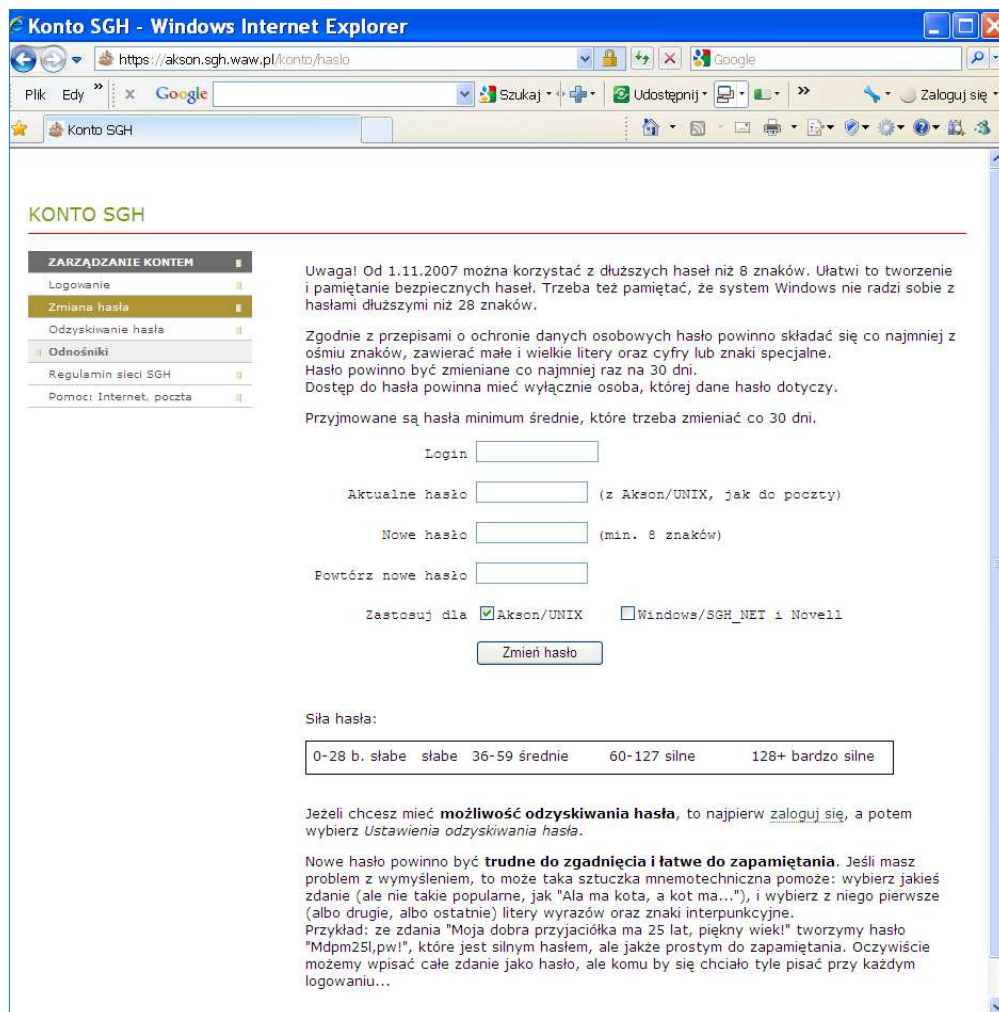 Konto SGH - Windows Internet Explorer
https://akson.sgh.waw.pl/konto/haslo
Google
Plik Edy » x Google Szukaj Udostępnij » Zaloguj się
Konto SGH
KONTO SGH
ZARZĄDZANIE KONTEM
Logowanie
Zmiana hasła
Odzyskiwanie hasła
Odnośniki
Regulamin sieci SGH
Pomoc: Internet, poczta
Uwaga! Od 1.11.2007 można korzystać z dłuższych haseł niż 8 znaków. Ułatwi to tworzenie
i pamiętanie bezpiecznych haseł. Trzeba też pamiętać, że system Windows nie radzi sobie z
hasłami dłuższymi niż 28 znaków.
Zgodnie z przepisami o ochronie danych osobowych hasło powinno składać się co najmniej z
ośmiu znaków, zawierać małe i wielkie litery oraz cyfry lub znaki specjalne.
Hasło powinno być zmieniane co najmniej raz na 30 dni.
Dostęp do hasła powinna mieć wyłącznie osoba, której dane hasło dotyczy.
Przyjmowane są hasła minimum średnie, które trzeba zmieniać co 30 dni.
Login
Aktualne hasło (z Akson/UNIX, jak do poczty)
Nowe hasło (min. 8 znaków)
Powtórz nowe hasło
Zastosuj dla Akson/UNIX Windows/SGH_NET i Novell
Zmień hasło
Siła hasła:
0-28 b. słabe słabe 36-59 średnie 60-127 silne 128+ bardzo silne
Jeżeli chcesz mieć możliwość odzyskiwania hasła, to najpierw zaloguj się, a potem
wybierz Ustawienia odzyskiwania hasła.
Nowe hasło powinno być trudne do zgadnięcia i łatwe do zapamiętania. Jeśli masz
problem z wymyśleniem, to może taka sztuczka mnemotechniczna pomoże: wybierz jakieś
zdanie (ale nie takie popularne, jak "Ala ma kota, a kot ma..."), i wybierz z niego pierwsze
(albo drugie, albo ostatnie) litery wyrazów oraz znaki interpunkcyjne.
Przykład: ze zdania "Moja dobra przyjaciółka ma 25 lat, piękny wiek!" tworzymy hasło
"Mdpm25l,pw!", które jest silnym hasłem, ale jakże prostym do zapamiętania. Oczywiście
możemy wpisać całe zdanie jako hasło, ale komu by się chciało tyle pisać przy każdym
logowaniu...